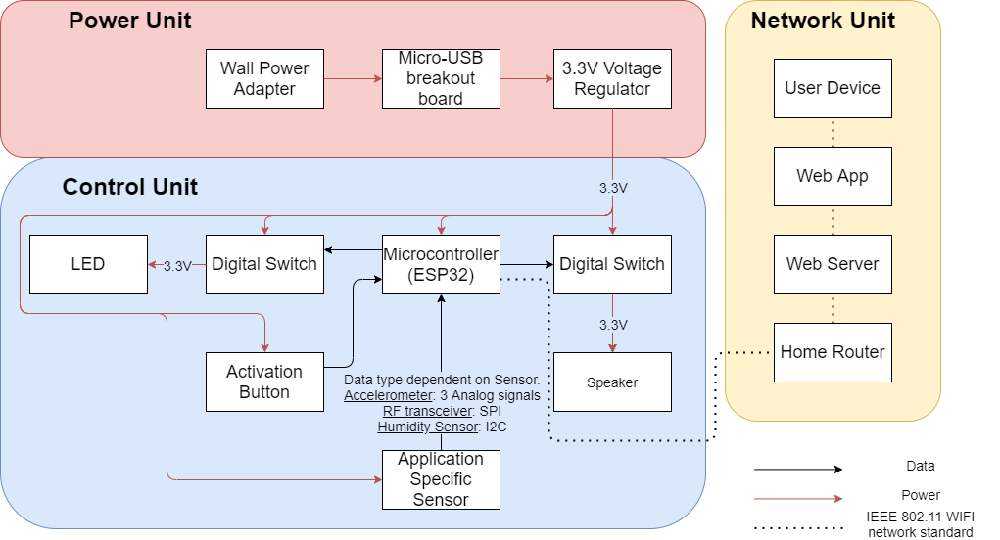 Power Unit
Network Unit
Wall Power
Adapter
Micro-USB
breakout
board
3.3V Voltage
Regulator
User Device
Web App
Web Server
Home Router
Control Unit
3.3V
LED
3.3V
Digital Switch
Microcontroller
(ESP32)
Digital Switch
3.3V
Activation
Button
Speaker
Data type dependent on Sensor.
Accelerometer: 3 Analog signals
RF transceiver: SPI
Humidity Sensor: I2C
Application
Specific
Sensor
Data
Power
IEEE 802.11 WIFI
network standard